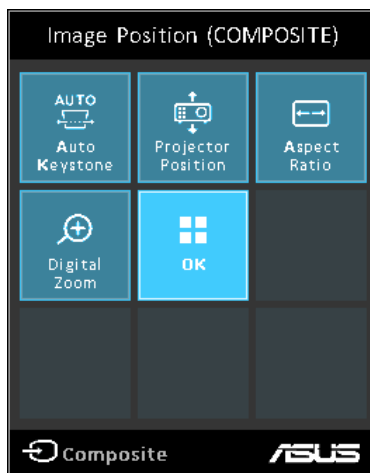 Image Position (COMPOSITE)
AUTO
Auto
Keystone
Projector
Position
Aspect
Ratio
Digital
Zoom
OK
Composite
ASUS